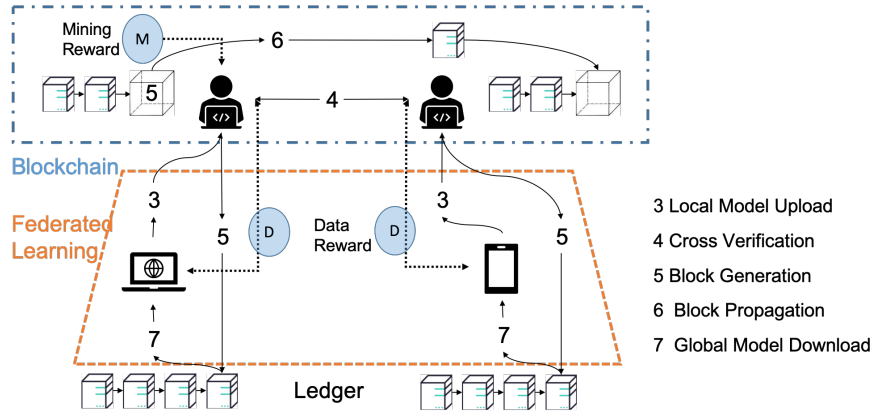 Mining
Reward
M
6
5
4
Blockchain
3
3
Federated
Learning
5
D
Data
Reward
D
5
7
7
Ledger
3 Local Model Upload
4 Cross Verification
5 Block Generation
6 Block Propagation
7 Global Model Download